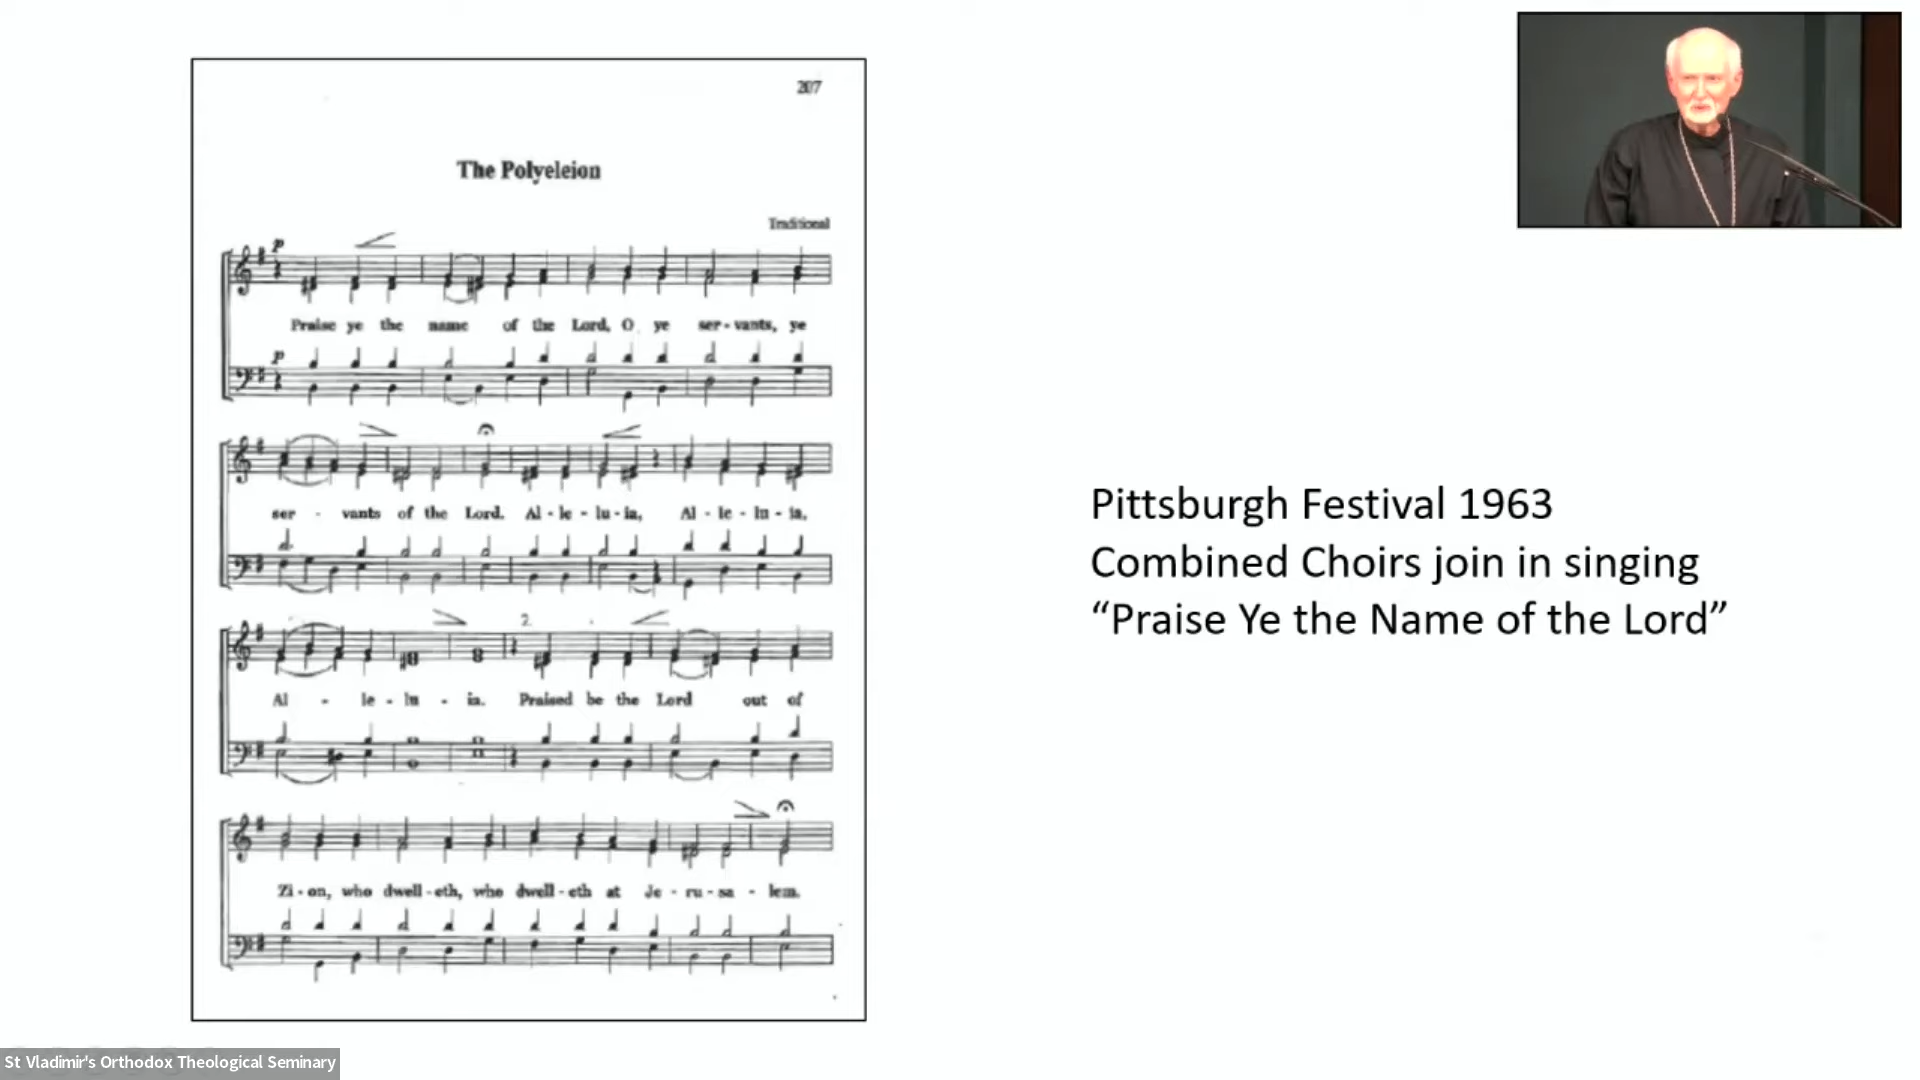 207
The Polyeleion
Traditional
p
Praise ye the name of the Lord, O ye ser - vants, ye
p
ser - vants of the Lord. Al - le - lu - ia, Al - le - lu - ia,
2.
Al - le - lu - ia. Praised be the Lord out of
Zi - on, who dwell - eth, who dwell - eth at Je - ru - sa - lem.
Pittsburgh Festival 1963
Combined Choirs join in singing
“Praise Ye the Name of the Lord”
St Vladimir's Orthodox Theological Seminary